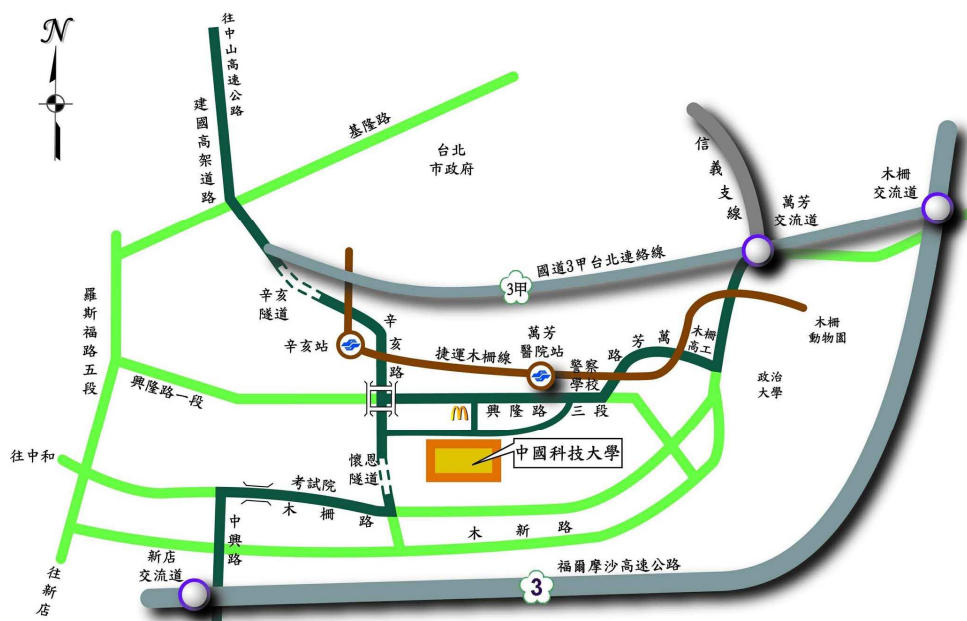 N
往中山高速公路
建國高架道路
基隆路
台北
市政府
信義支線
萬芳
交流道
木柵
交流道
國道3甲台北連絡線
3甲
辛亥
隧道
辛亥路
辛亥站
捷運木柵線
萬芳
醫院站
警察
學校
萬芳路
木柵
高工
木柵
動物園
政治
大學
羅斯福路五段
興隆路一段
興隆路 三段
中國科技大學
往中和
懷恩
隧道
考試院
木柵路
中興路
木新路
新店
交流道
福爾摩沙高速公路
3
往新店